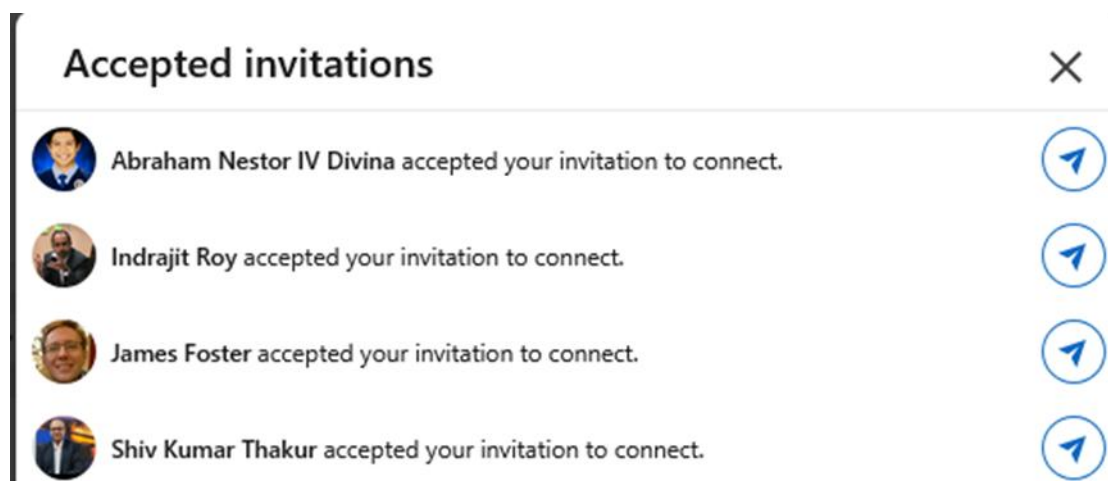 Accepted invitations
Abraham Nestor IV Divina accepted your invitation to connect.
Indrajit Roy accepted your invitation to connect.
James Foster accepted your invitation to connect.
Shiv Kumar Thakur accepted your invitation to connect.